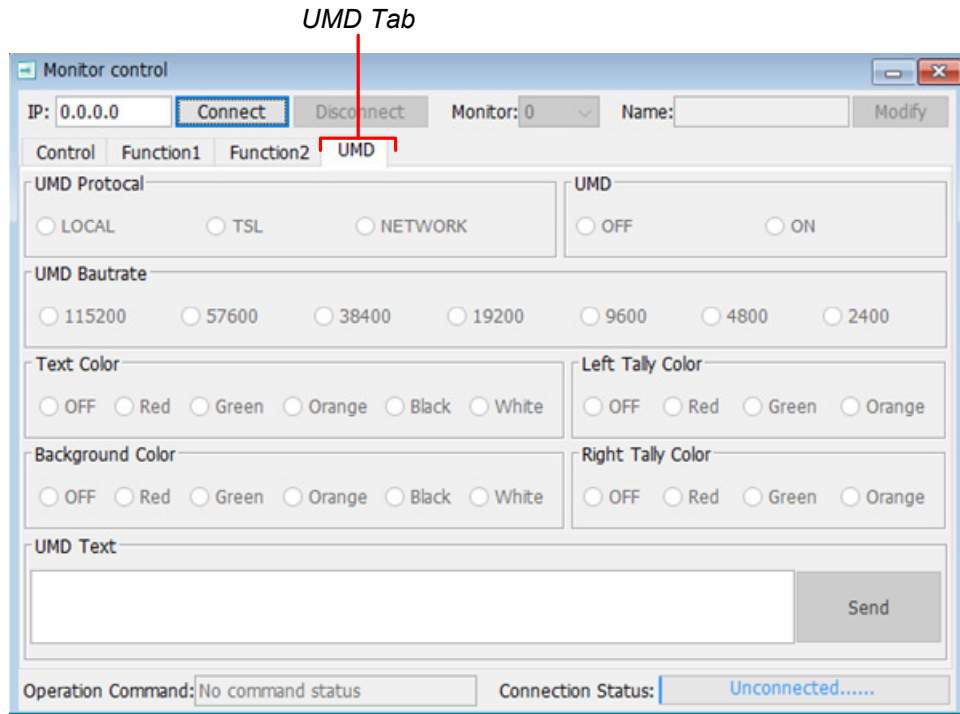 UMD Tab
Monitor control
IP: 0.0.0.0 Connect Disconnect Monitor: 0 Name: Modify
Control Function1 Function2 UMD
UMD Protocal UMD
LOCAL TSL NETWORK OFF ON
UMD Bautrate
115200 57600 38400 19200 9600 4800 2400
Text Color Left Tally Color
OFF Red Green Orange Black White OFF Red Green Orange
Background Color Right Tally Color
OFF Red Green Orange Black White OFF Red Green Orange
UMD Text
Send
Operation Command: No command status Connection Status: Unconnected......